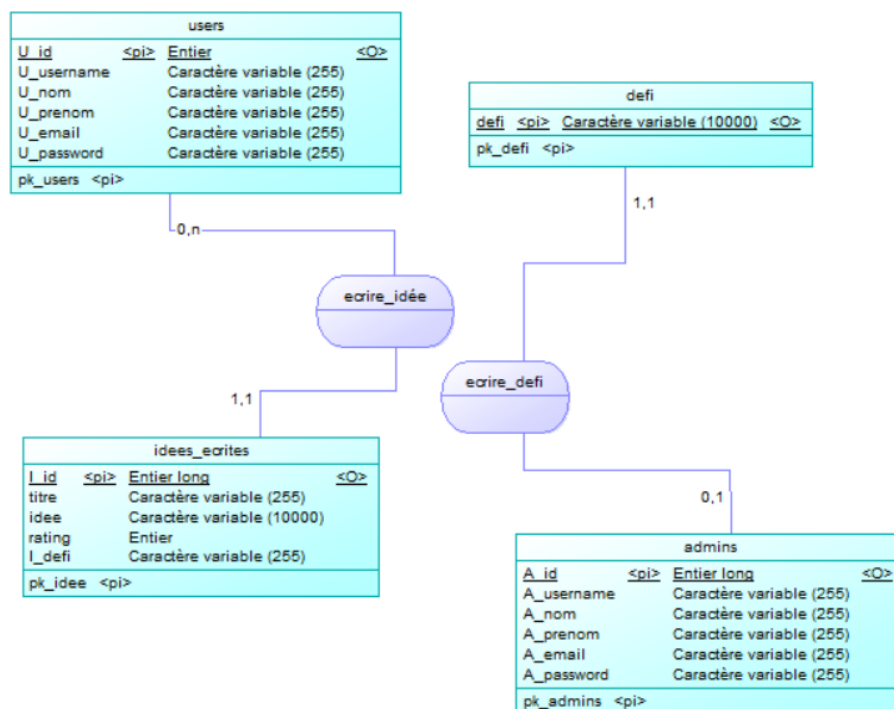 users
U_id <pi> Entier <O>
U_username Caractère variable (255)
U_nom Caractère variable (255)
U_prenom Caractère variable (255)
U_email Caractère variable (255)
U_password Caractère variable (255)
pk_users <pi>
defi
defi <pi> Caractère variable (10000) <O>
pk_defi <pi>
0,n
1,1
ecrire_idée
ecrire_defi
1,1
0,1
idees_ecrites
I_id <pi> Entier long <O>
titre Caractère variable (255)
idee Caractère variable (10000)
rating Entier
I_defi Caractère variable (255)
pk_idee <pi>
admins
A_id <pi> Entier long <O>
A_username Caractère variable (255)
A_nom Caractère variable (255)
A_prenom Caractère variable (255)
A_email Caractère variable (255)
A_password Caractère variable (255)
pk_admins <pi>